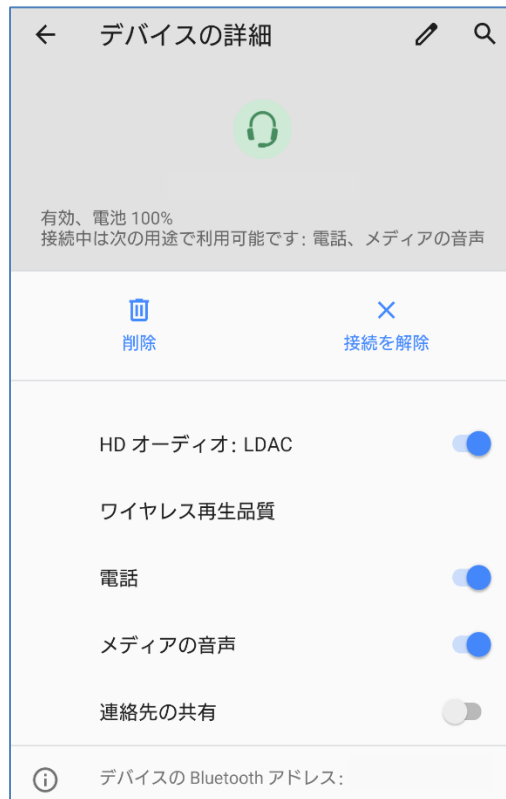 デバイスの詳細
有効、電池 100%
接続中は次の用途で利用可能です: 電話、メディアの音声
削除
接続を解除
HD オーディオ: LDAC
ワイヤレス再生品質
電話
メディアの音声
連絡先の共有
デバイスの Bluetooth アドレス: